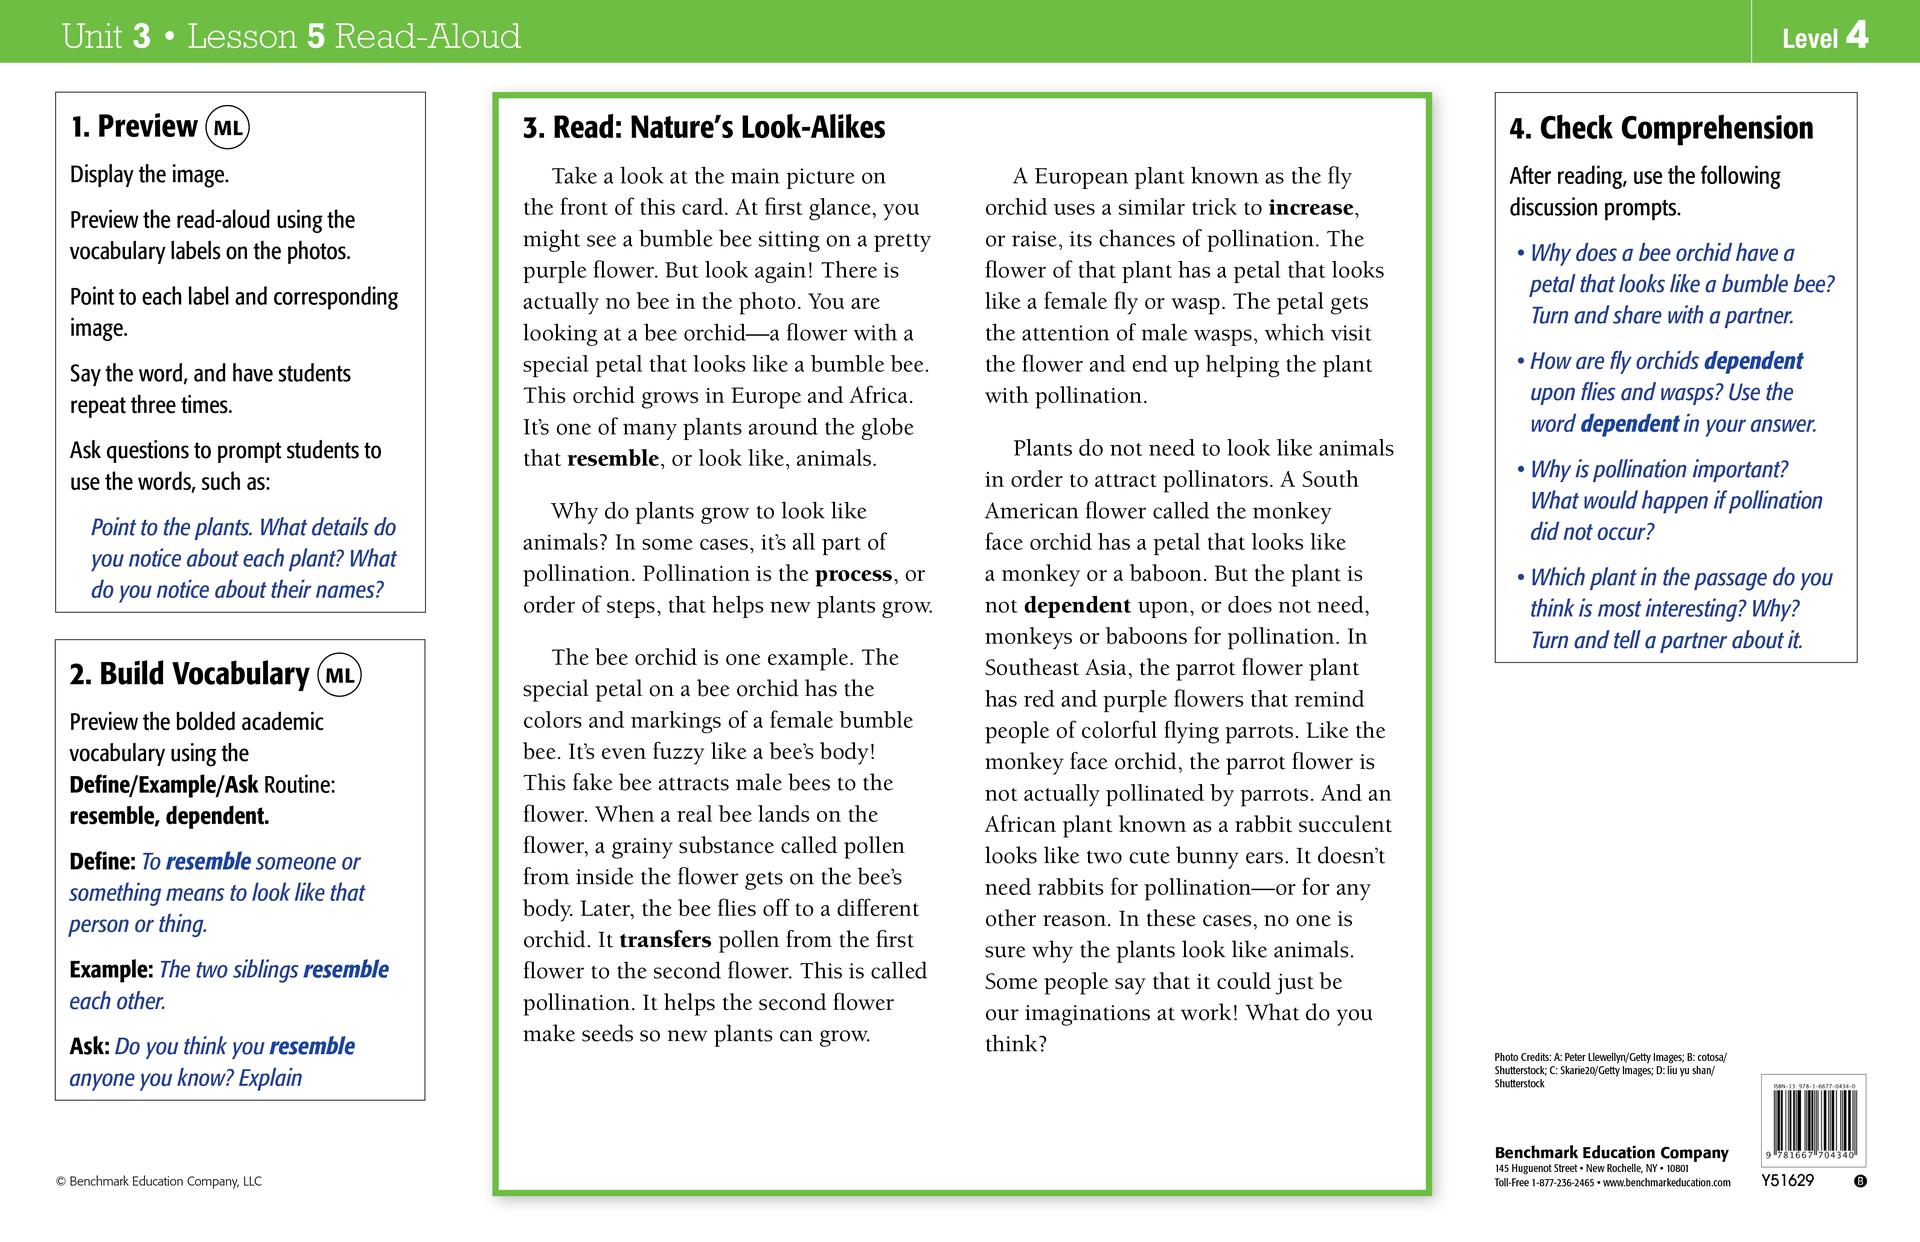 Unit 3 • Lesson 5 Read-Aloud
Level 4
1. Preview ML
Display the image.
Preview the read-aloud using the
vocabulary labels on the photos.
Point to each label and corresponding
image.
Say the word, and have students
repeat three times.
Ask questions to prompt students to
use the words, such as:
Point to the plants. What details do
you notice about each plant? What
do you notice about their names?
2. Build Vocabulary ML
Preview the bolded academic
vocabulary using the
Define/Example/Ask Routine:
resemble, dependent.
Define: To resemble someone or
something means to look like that
person or thing.
Example: The two siblings resemble
each other.
Ask: Do you think you resemble
anyone you know? Explain
© Benchmark Education Company, LLC
3. Read: Nature’s Look-Alikes
Take a look at the main picture on
the front of this card. At first glance, you
might see a bumble bee sitting on a pretty
purple flower. But look again! There is
actually no bee in the photo. You are
looking at a bee orchid—a flower with a
special petal that looks like a bumble bee.
This orchid grows in Europe and Africa.
It’s one of many plants around the globe
that resemble, or look like, animals.
Why do plants grow to look like
animals? In some cases, it’s all part of
pollination. Pollination is the process, or
order of steps, that helps new plants grow.
The bee orchid is one example. The
special petal on a bee orchid has the
colors and markings of a female bumble
bee. It’s even fuzzy like a bee’s body!
This fake bee attracts male bees to the
flower. When a real bee lands on the
flower, a grainy substance called pollen
from inside the flower gets on the bee’s
body. Later, the bee flies off to a different
orchid. It transfers pollen from the first
flower to the second flower. This is called
pollination. It helps the second flower
make seeds so new plants can grow.
A European plant known as the fly
orchid uses a similar trick to increase,
or raise, its chances of pollination. The
flower of that plant has a petal that looks
like a female fly or wasp. The petal gets
the attention of male wasps, which visit
the flower and end up helping the plant
with pollination.
Plants do not need to look like animals
in order to attract pollinators. A South
American flower called the monkey
face orchid has a petal that looks like
a monkey or a baboon. But the plant is
not dependent upon, or does not need,
monkeys or baboons for pollination. In
Southeast Asia, the parrot flower plant
has red and purple flowers that remind
people of colorful flying parrots. Like the
monkey face orchid, the parrot flower is
not actually pollinated by parrots. And an
African plant known as a rabbit succulent
looks like two cute bunny ears. It doesn’t
need rabbits for pollination—or for any
other reason. In these cases, no one is
sure why the plants look like animals.
Some people say that it could just be
our imaginations at work! What do you
think?
4. Check Comprehension
After reading, use the following
discussion prompts.
• Why does a bee orchid have a
petal that looks like a bumble bee?
Turn and share with a partner.
• How are fly orchids dependent
upon flies and wasps? Use the
word dependent in your answer.
• Why is pollination important?
What would happen if pollination
did not occur?
• Which plant in the passage do you
think is most interesting? Why?
Turn and tell a partner about it.
Photo Credits: A: Peter Llewellyn/Getty Images; B: cotosa/
Shutterstock; C: Skarie20/Getty Images; D: liu yu shan/
Shutterstock
Benchmark Education Company
145 Huguenot Street • New Rochelle, NY • 10801
Toll-Free 1-877-236-2465 • www.benchmarkeducation.com
ISBN-13: 978-1-6677-0434-0
9 781667 704340
Y51629
B